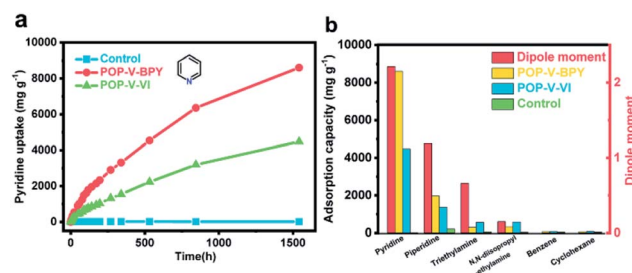 a
10000
8000
6000
4000
2000
0
Pyridine uptake (mg g⁻¹)
Control
POP-V-BPY
POP-V-VI
N
0
500
1000
1500
Time(h)
b
10000
8000
6000
4000
2000
0
Adsorption capacity (mg g⁻¹)
Dipole moment
POP-V-BPY
POP-V-VI
Control
2
1
0
Dipole moment
Pyridine
Piperidine
Triethylamine
N,N-diisopropyl
ethylamine
Benzene
Cyclohexane